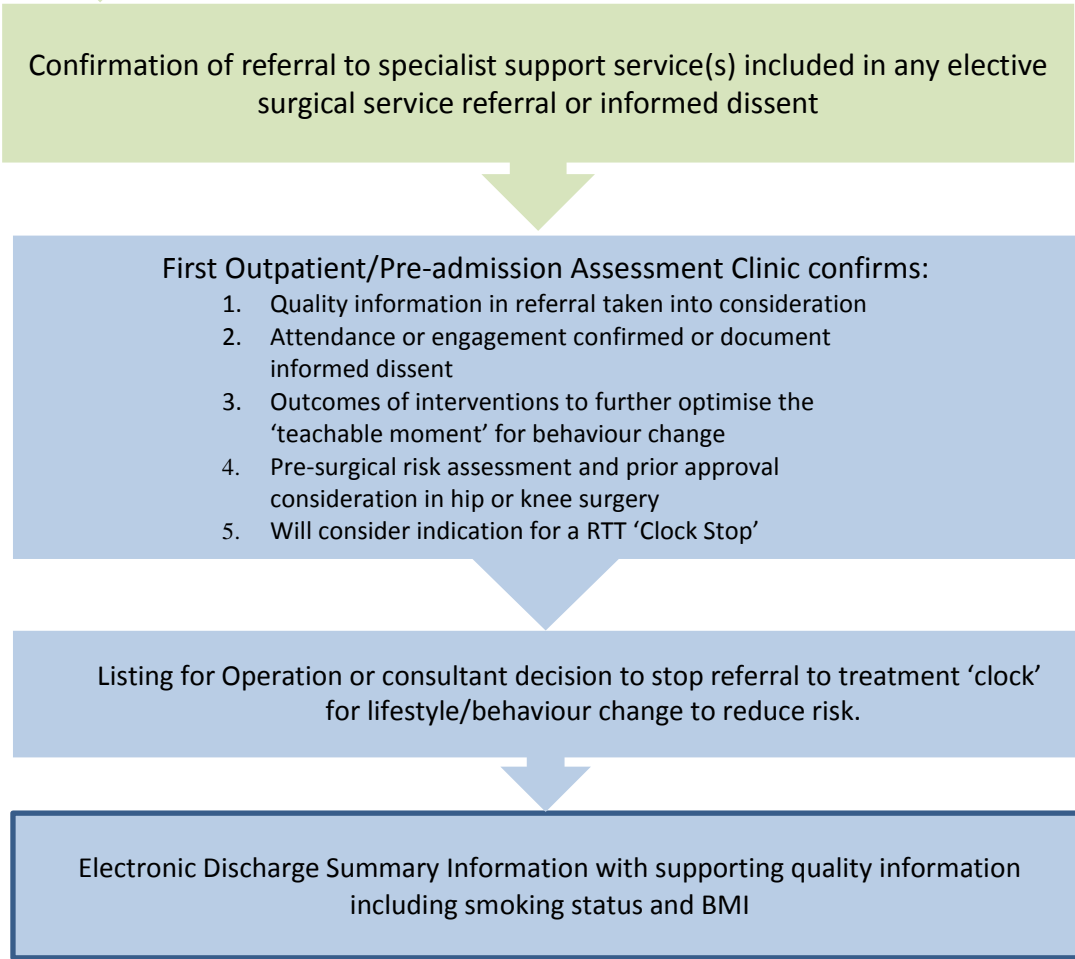 Confirmation of referral to specialist support service(s) included in any elective
surgical service referral or informed dissent
First Outpatient/Pre-admission Assessment Clinic confirms:
1. Quality information in referral taken into consideration
2. Attendance or engagement confirmed or document
informed dissent
3. Outcomes of interventions to further optimise the
‘teachable moment’ for behaviour change
4. Pre-surgical risk assessment and prior approval
consideration in hip or knee surgery
5. Will consider indication for a RTT ‘Clock Stop’
Listing for Operation or consultant decision to stop referral to treatment ‘clock’
for lifestyle/behaviour change to reduce risk.
Electronic Discharge Summary Information with supporting quality information
including smoking status and BMI